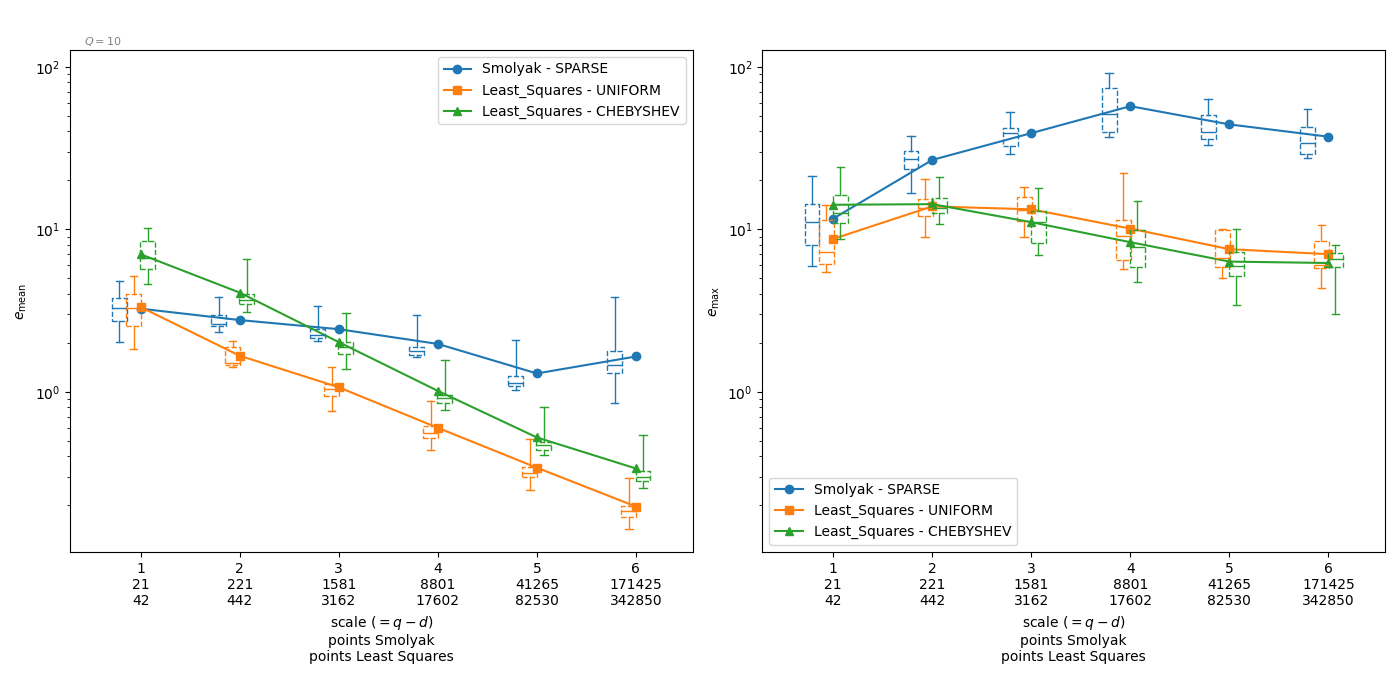 Q = 10
10²
10¹
10⁰
e_mean
Smolyak - SPARSE
Least_Squares - UNIFORM
Least_Squares - CHEBYSHEV
1 2 3 4 5 6
21 221 1581 8801 41265 171425
42 442 3162 17602 82530 342850
scale (= q − d)
points Smolyak
points Least Squares
10²
10¹
10⁰
e_max
Smolyak - SPARSE
Least_Squares - UNIFORM
Least_Squares - CHEBYSHEV
1 2 3 4 5 6
21 221 1581 8801 41265 171425
42 442 3162 17602 82530 342850
scale (= q − d)
points Smolyak
points Least Squares